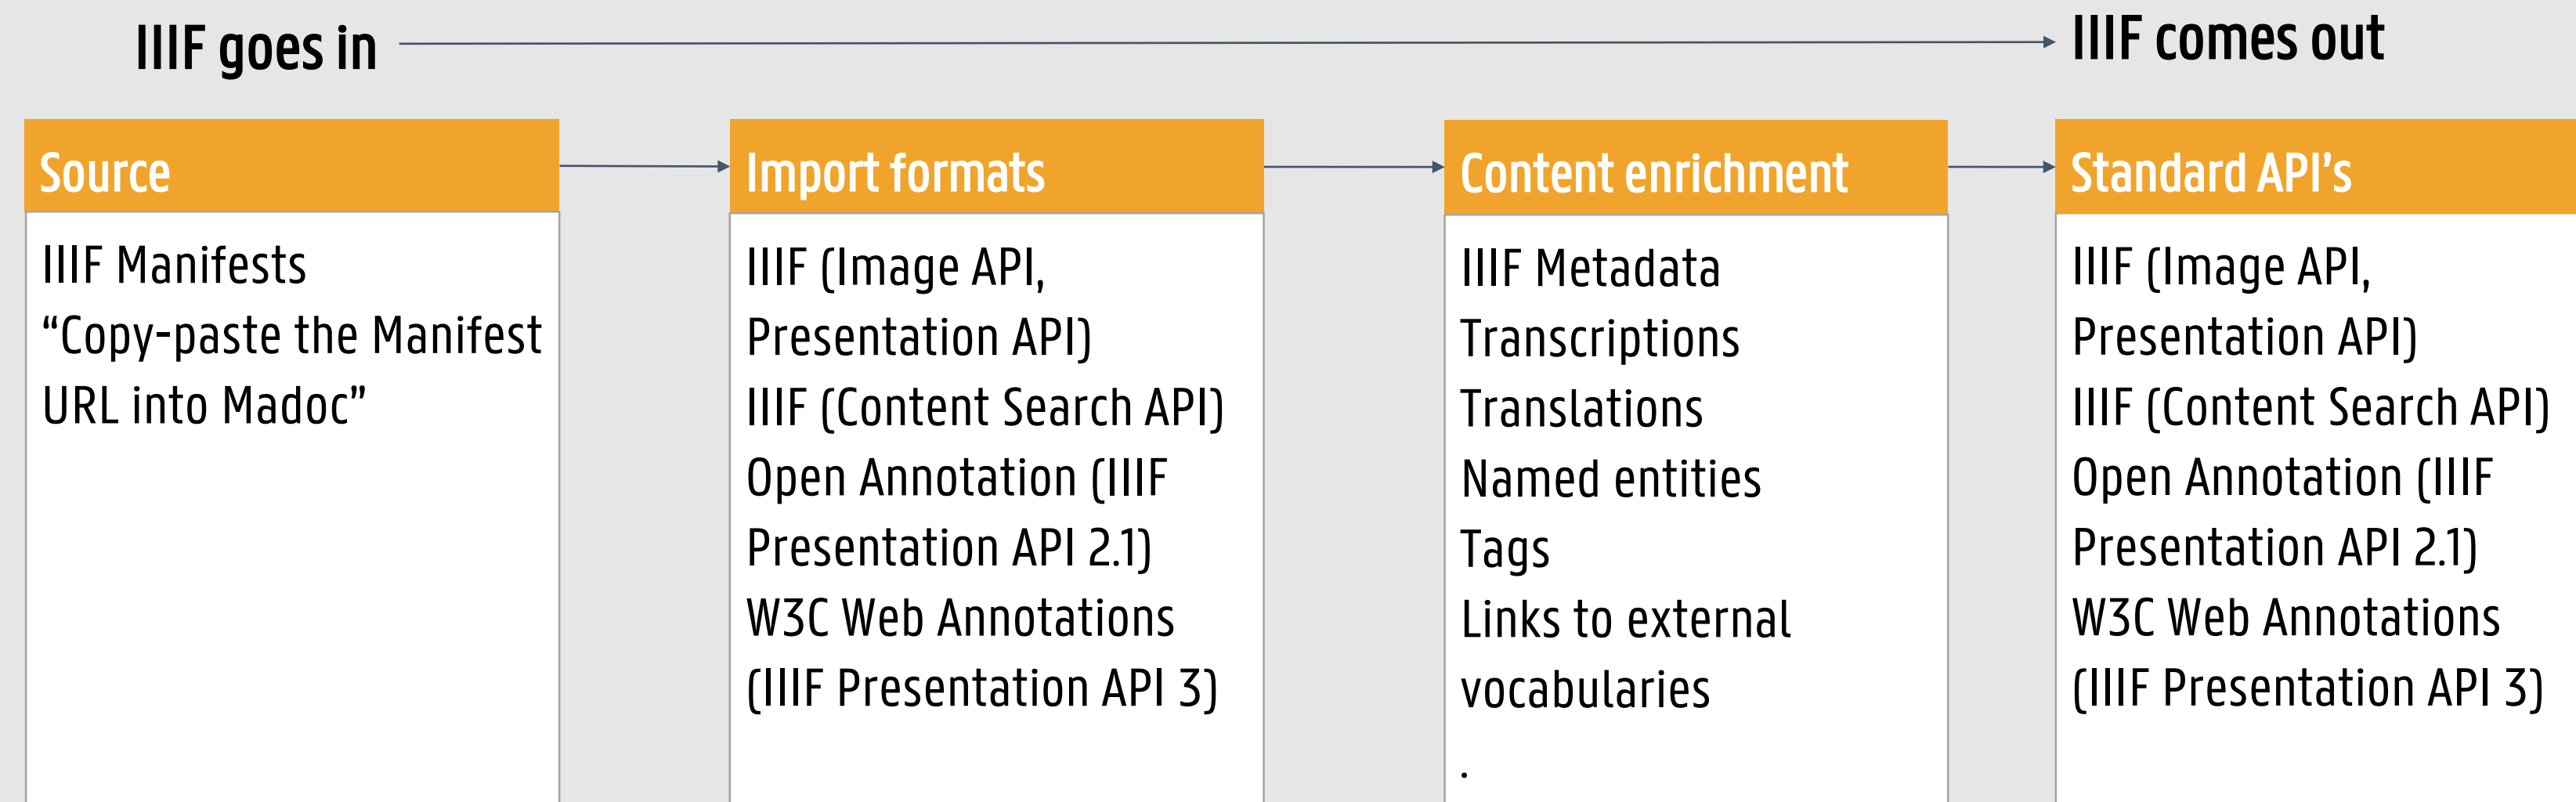 IIIF goes in
IIIF comes out
Source
IIIF Manifests
“Copy-paste the Manifest
URL into Madoc”
Import formats
IIIF (Image API,
Presentation API)
IIIF (Content Search API)
Open Annotation (IIIF
Presentation API 2.1)
W3C Web Annotations
(IIIF Presentation API 3)
Content enrichment
IIIF Metadata
Transcriptions
Translations
Named entities
Tags
Links to external
vocabularies
.
Standard API’s
IIIF (Image API,
Presentation API)
IIIF (Content Search API)
Open Annotation (IIIF
Presentation API 2.1)
W3C Web Annotations
(IIIF Presentation API 3)